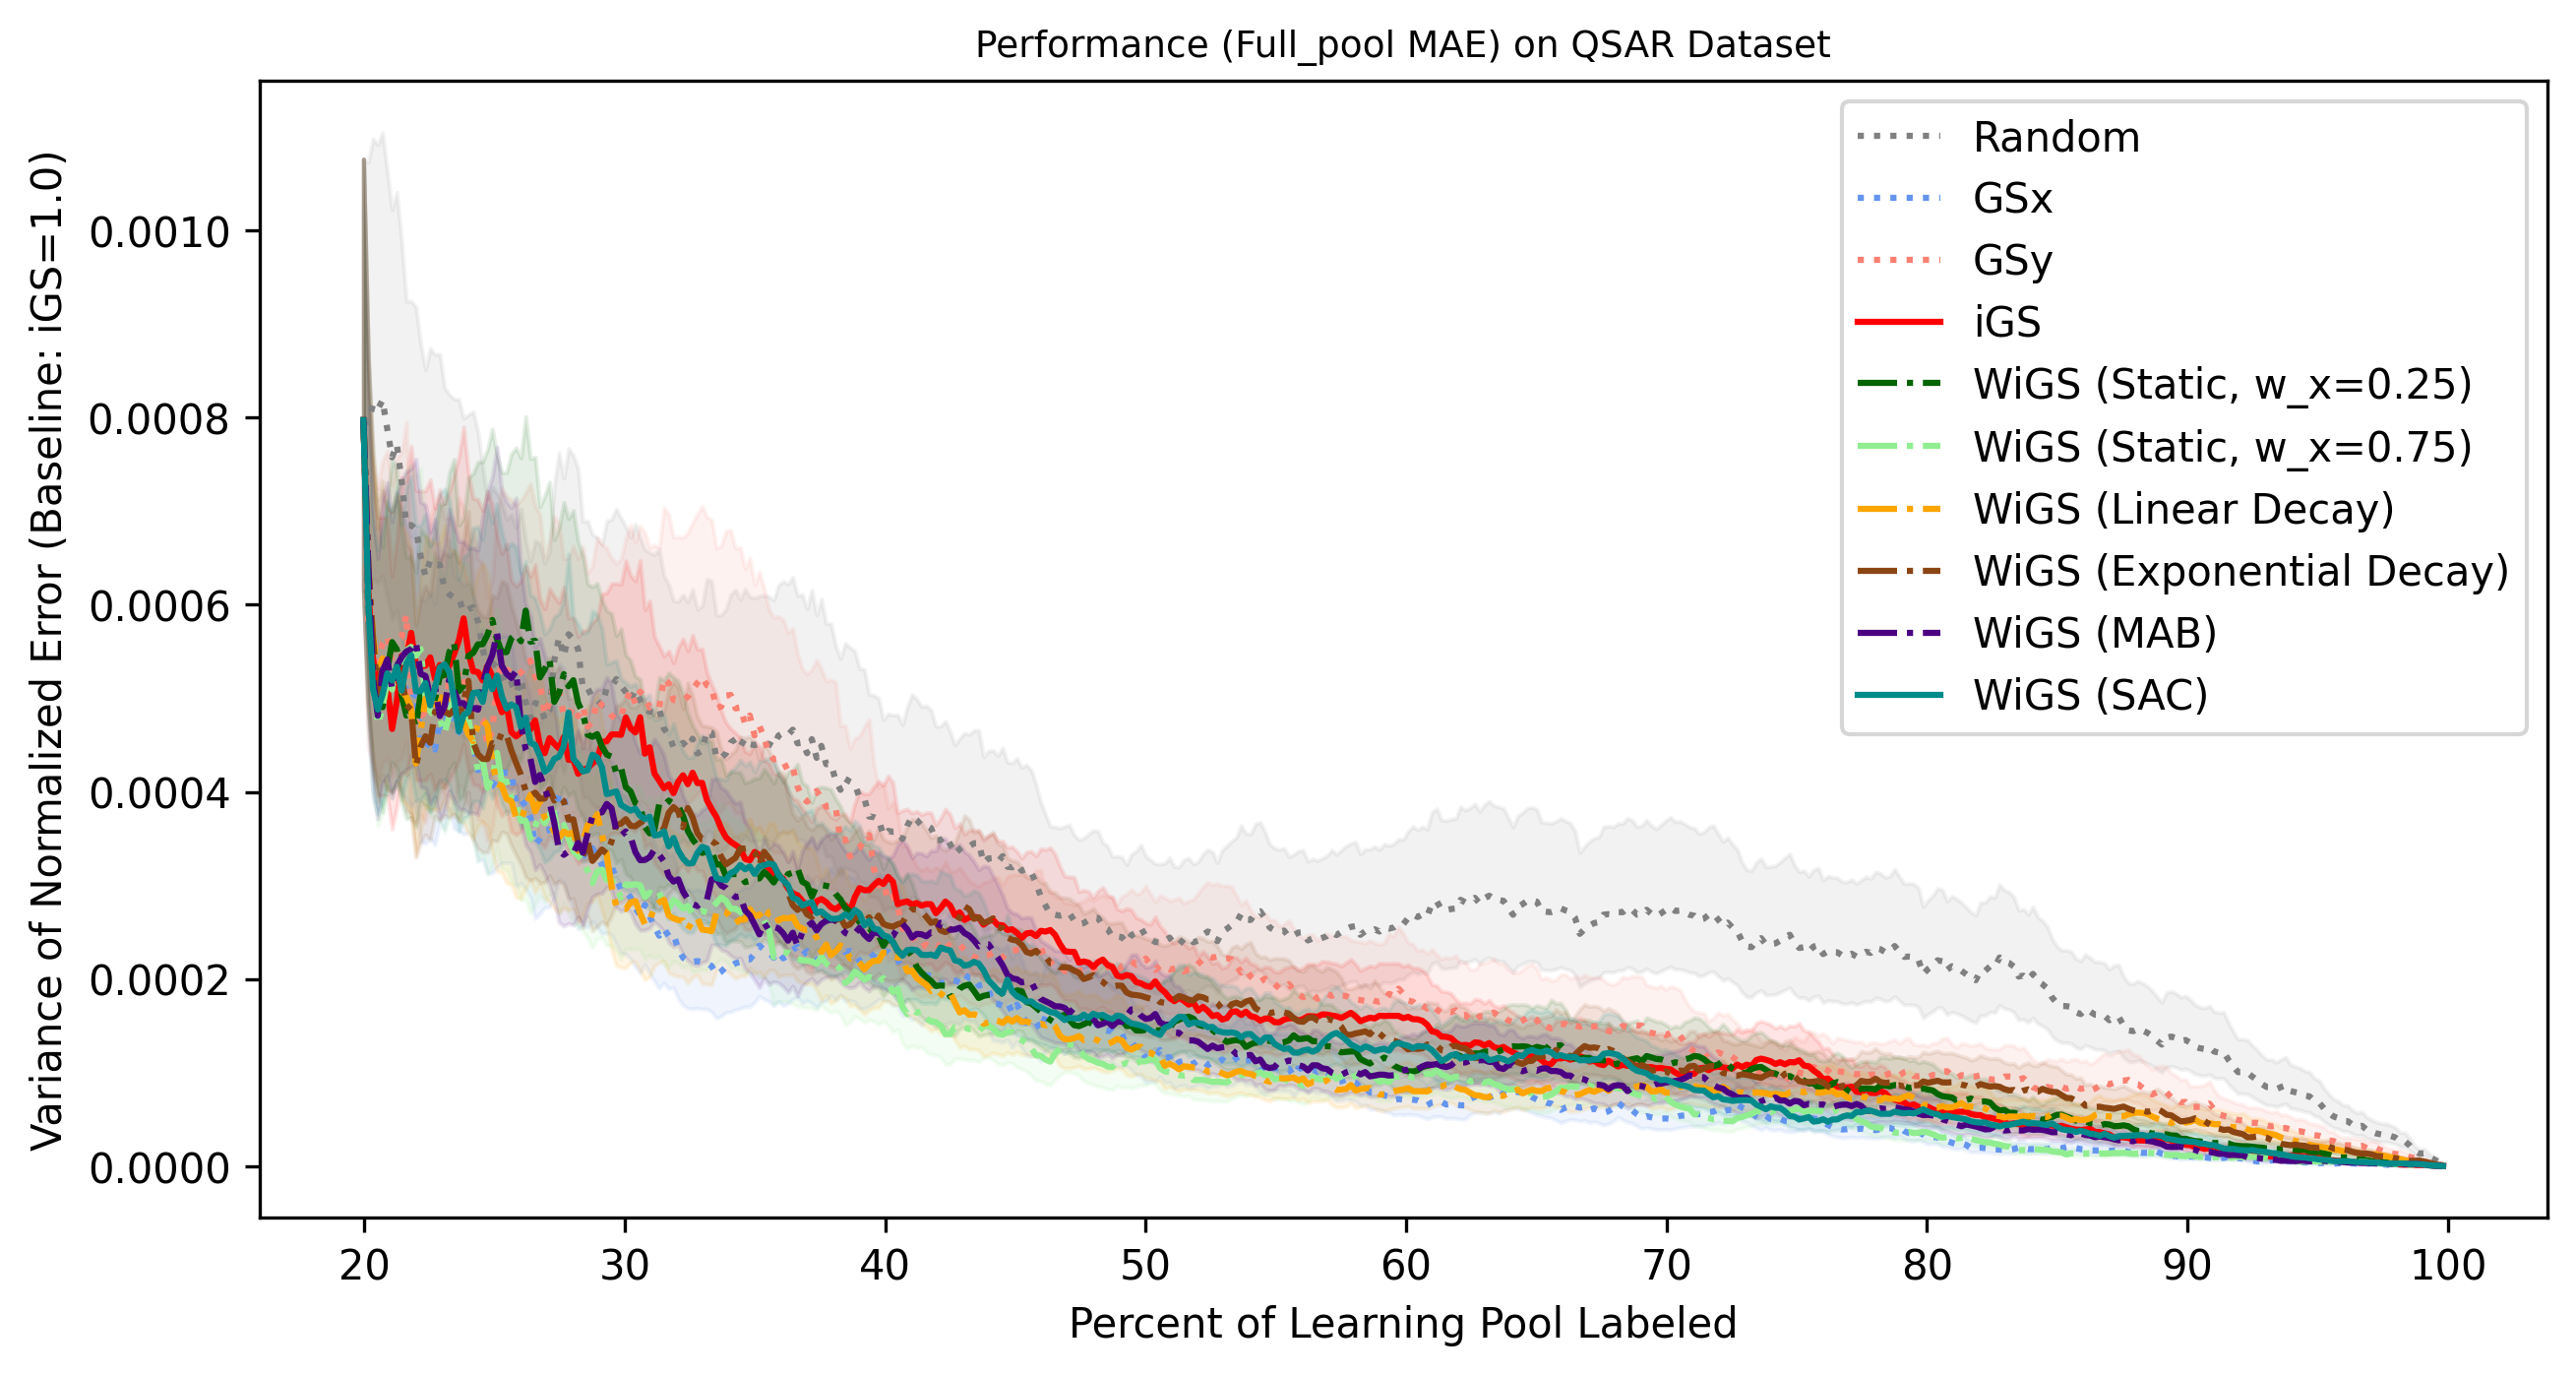 Performance (Full_pool MAE) on QSAR Dataset
Variance of Normalized Error (Baseline: iGS=1.0)
0.0010
0.0008
0.0006
0.0004
0.0002
0.0000
Random
GSx
GSy
iGS
WiGS (Static, w_x=0.25)
WiGS (Static, w_x=0.75)
WiGS (Linear Decay)
WiGS (Exponential Decay)
WiGS (MAB)
WiGS (SAC)
20 30 40 50 60 70 80 90 100
Percent of Learning Pool Labeled